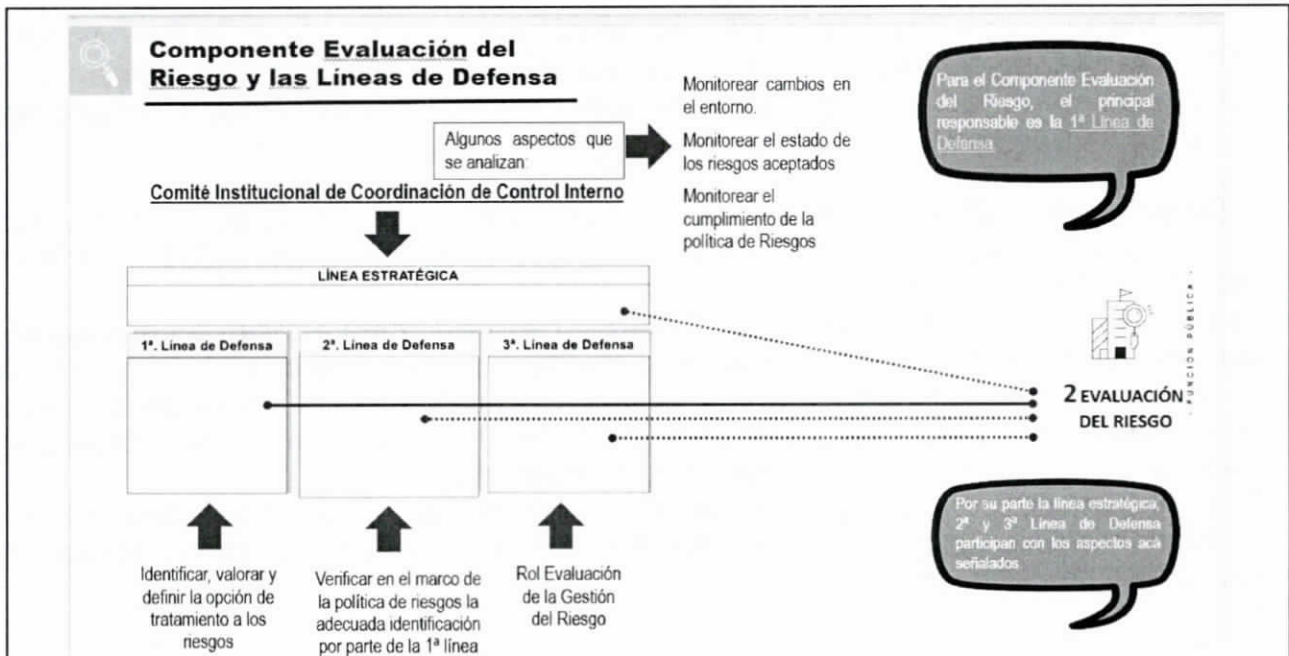 Componente Evaluación del
Riesgo y las Líneas de Defensa
Algunos aspectos que
se analizan:
Monitorear cambios en
el entorno.
Monitorear el estado de
los riesgos aceptados
Monitorear el
cumplimiento de la
política de Riesgos
Para el Componente Evaluación
del Riesgo, el principal
responsable es la 1ª Línea de
Defensa
Comité Institucional de Coordinación de Control Interno
LÍNEA ESTRATÉGICA
1ª. Línea de Defensa
2ª. Línea de Defensa
3ª. Línea de Defensa
FUNCIÓN PÚBLICA
2 EVALUACIÓN
DEL RIESGO
Identificar, valorar y
definir la opción de
tratamiento a los
riesgos
Verificar en el marco de
la política de riesgos la
adecuada identificación
por parte de la 1ª línea
Rol Evaluación
de la Gestión
del Riesgo
Por su parte la línea estratégica,
2ª y 3ª Línea de Defensa
participan con los aspectos acá
señalados